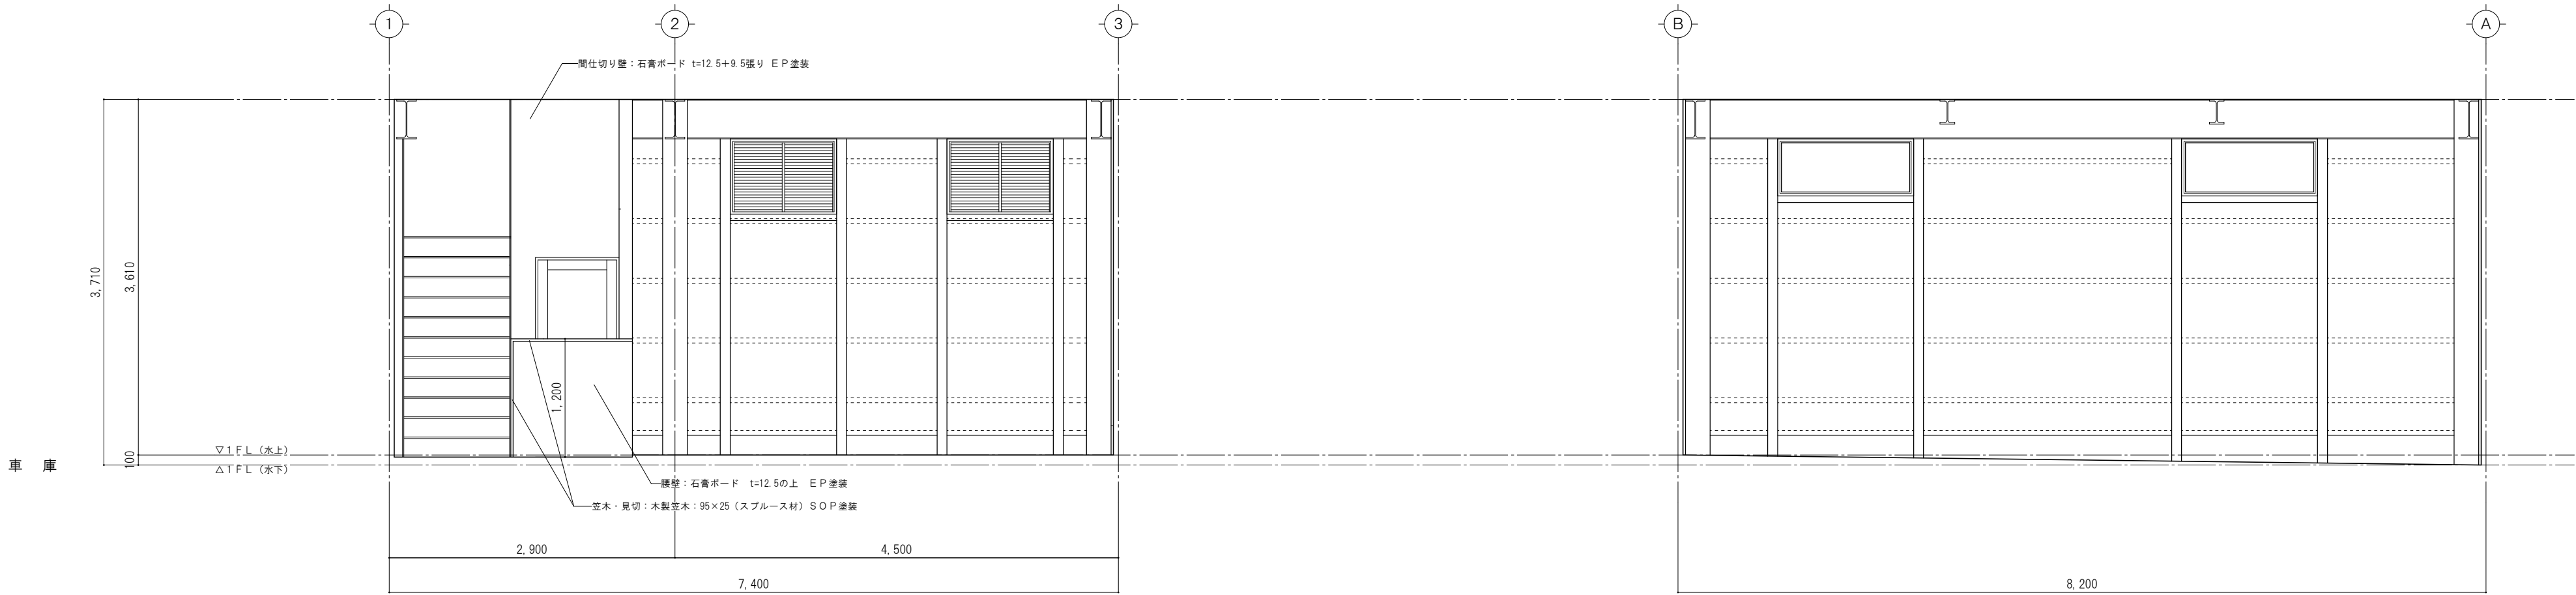 1
2
3
B
A
間仕切り壁：石膏ボード t=12.5+9.5張り ＥＰ塗装
3,710
3,610
100
1,200
▽１ＦＬ（水上）
車　庫
△１ＦＬ（水下）
腰壁：石膏ボード　t=12.5の上　ＥＰ塗装
笠木・見切：木製笠木：95×25（スプルース材）ＳＯＰ塗装
2,900
4,500
7,400
8,200